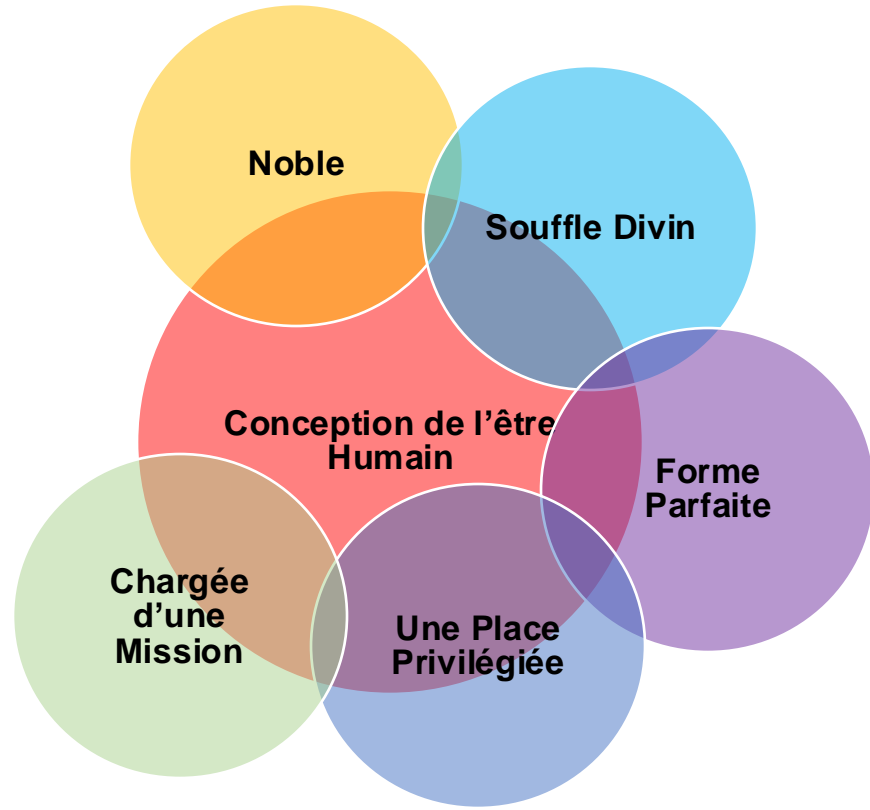 Noble
Souffle Divin
Conception de l’être
Humain
Forme
Parfaite
Chargée
d’une
Mission
Une Place
Privilégiée